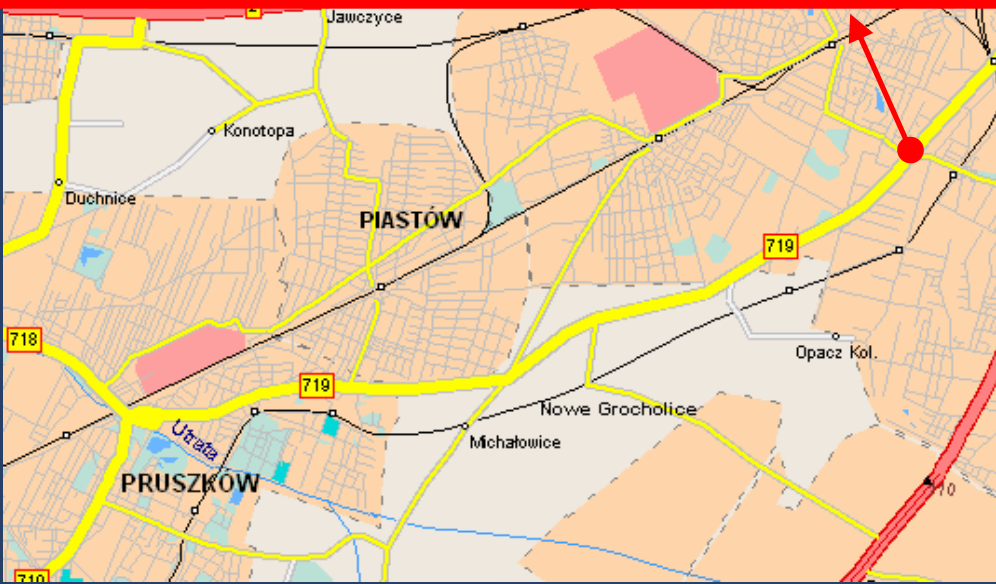 Jawczyce
Konotopa
Duchnice
PIASTÓW
719
718
Opacz Kol.
719
Nowe Grocholice
Michałowice
Utrata
PRUSZKÓW
719